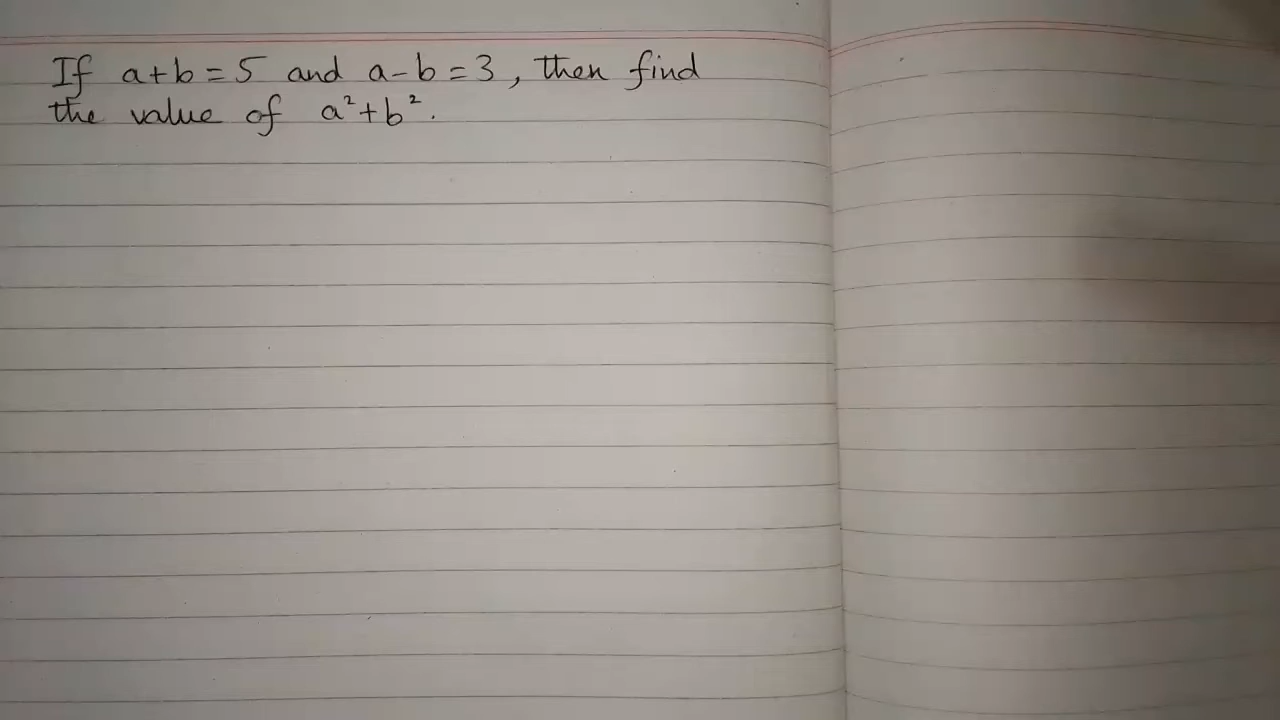 If a+b=5 and a-b=3, then find
the value of a²+b².